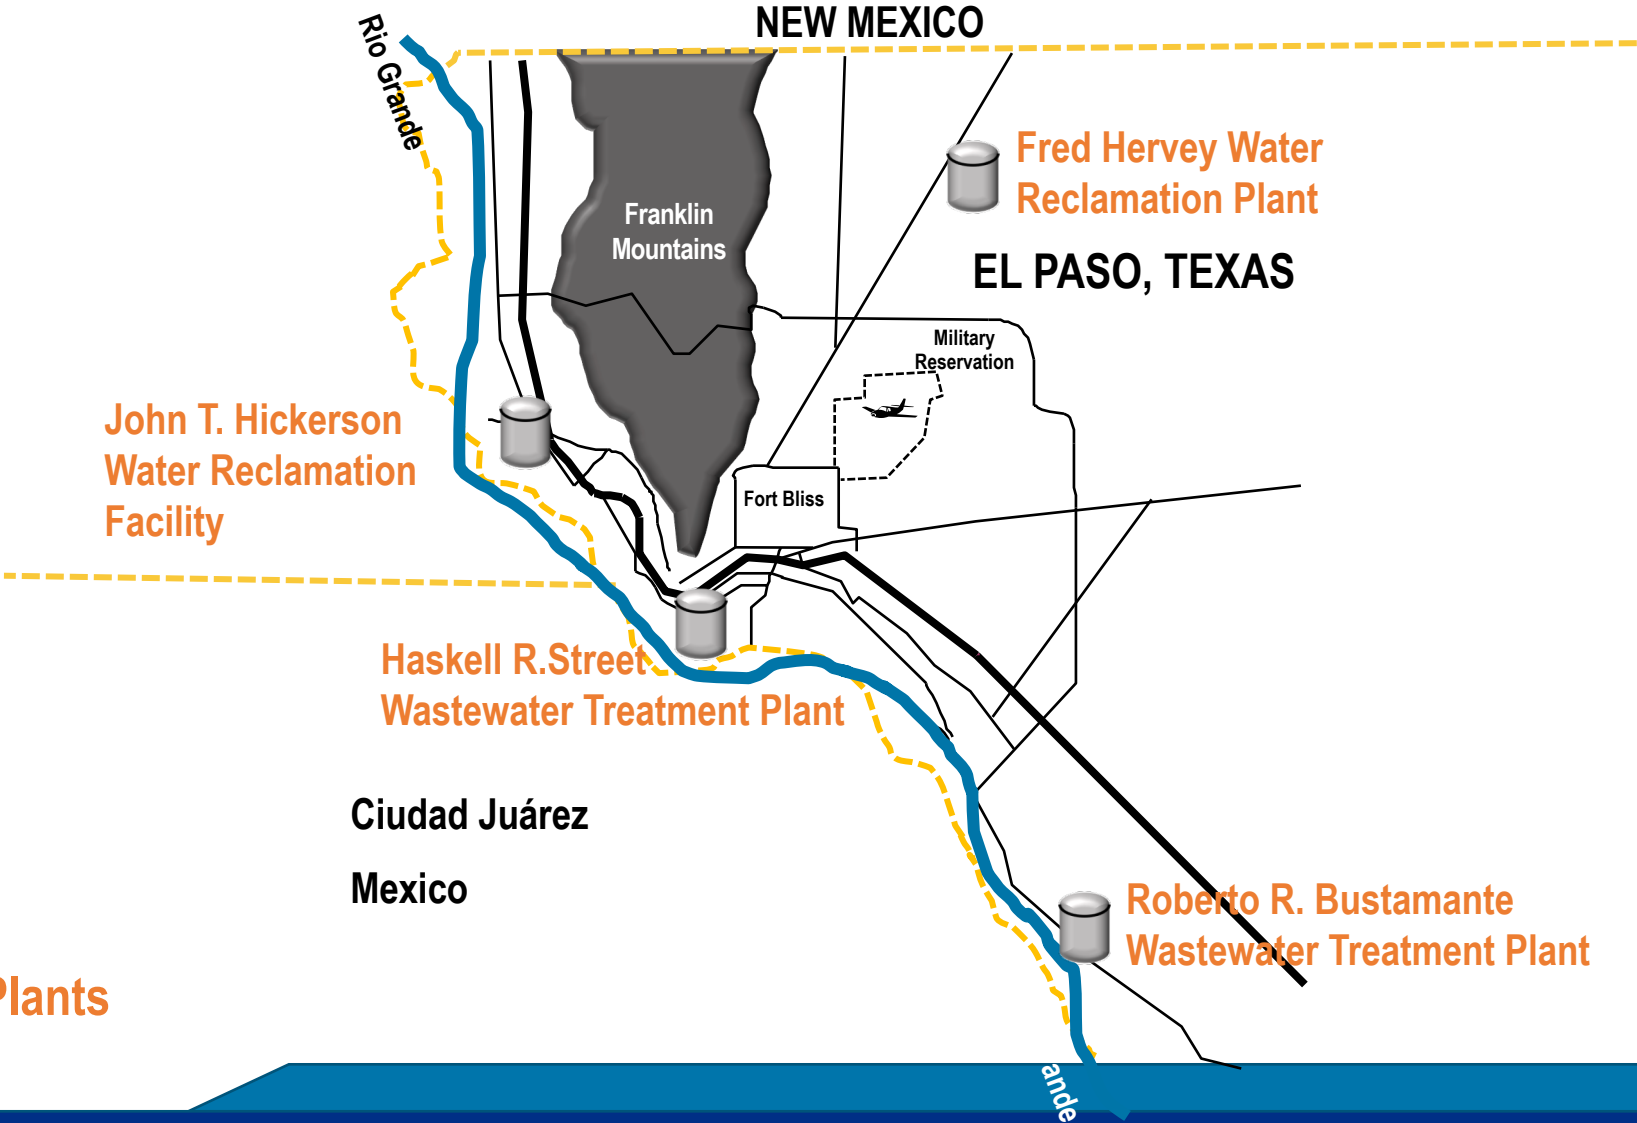 NEW MEXICO
Rio Grande
Fred Hervey Water
Reclamation Plant
Franklin
Mountains
EL PASO, TEXAS
Military
Reservation
John T. Hickerson
Water Reclamation
Facility
Fort Bliss
Haskell R.Street
Wastewater Treatment Plant
Ciudad Juárez
Mexico
Roberto R. Bustamante
Wastewater Treatment Plant
Plants
ande